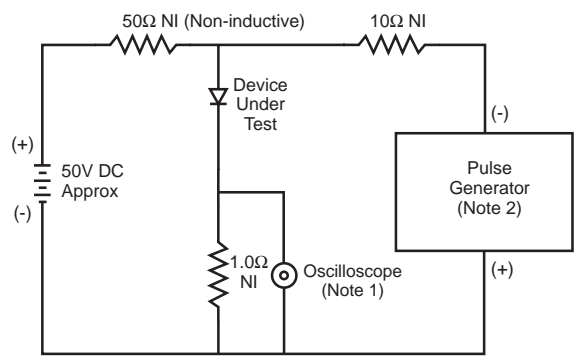 50Ω NI (Non-inductive)
10Ω NI
Device
Under
Test
(+)
50V DC
Approx
(-)
1.0Ω
NI
Oscilloscope
(Note 1)
(-)
Pulse
Generator
(Note 2)
(+)